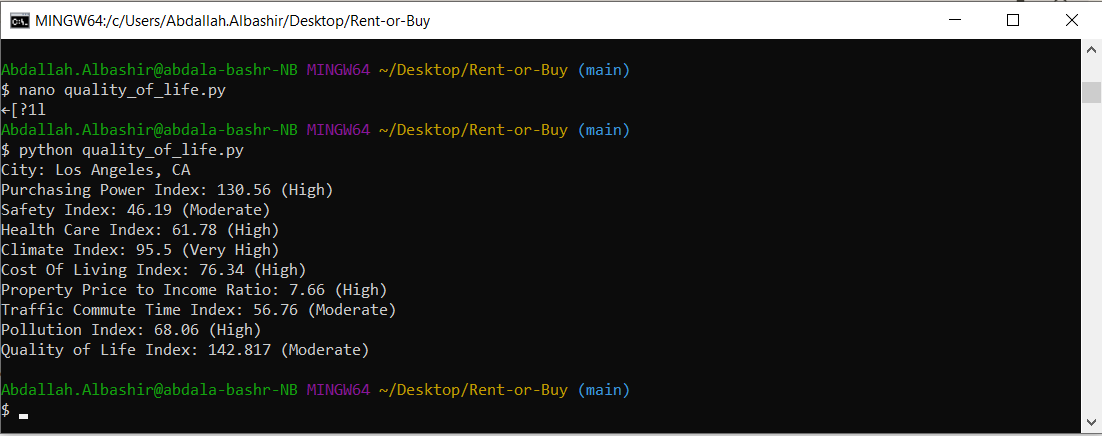 MINGW64:/c/Users/Abdallah.Albashir/Desktop/Rent-or-Buy
Abdallah.Albashir@abdala-bashr-NB MINGW64 ~/Desktop/Rent-or-Buy (main)
$ nano quality_of_life.py
←[?1l
Abdallah.Albashir@abdala-bashr-NB MINGW64 ~/Desktop/Rent-or-Buy (main)
$ python quality_of_life.py
City: Los Angeles, CA
Purchasing Power Index: 130.56 (High)
Safety Index: 46.19 (Moderate)
Health Care Index: 61.78 (High)
Climate Index: 95.5 (Very High)
Cost Of Living Index: 76.34 (High)
Property Price to Income Ratio: 7.66 (High)
Traffic Commute Time Index: 56.76 (Moderate)
Pollution Index: 68.06 (High)
Quality of Life Index: 142.817 (Moderate)
Abdallah.Albashir@abdala-bashr-NB MINGW64 ~/Desktop/Rent-or-Buy (main)
$